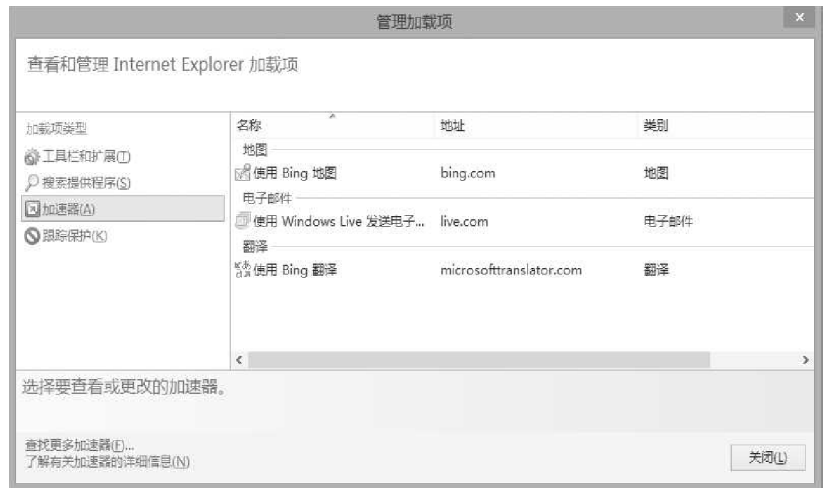 管理加载项
查看和管理 Internet Explorer 加载项
加载项类型
工具栏和扩展(T)
搜索提供程序(S)
加速器(A)
跟踪保护(K)
名称 地址 类别
地图
使用 Bing 地图 bing.com 地图
电子邮件
使用 Windows Live 发送电子... live.com 电子邮件
翻译
使用 Bing 翻译 microsofttranslator.com 翻译
选择要查看或更改的加速器。
查找更多加速器(F)...
了解有关加速器的详细信息(N)
关闭(L)